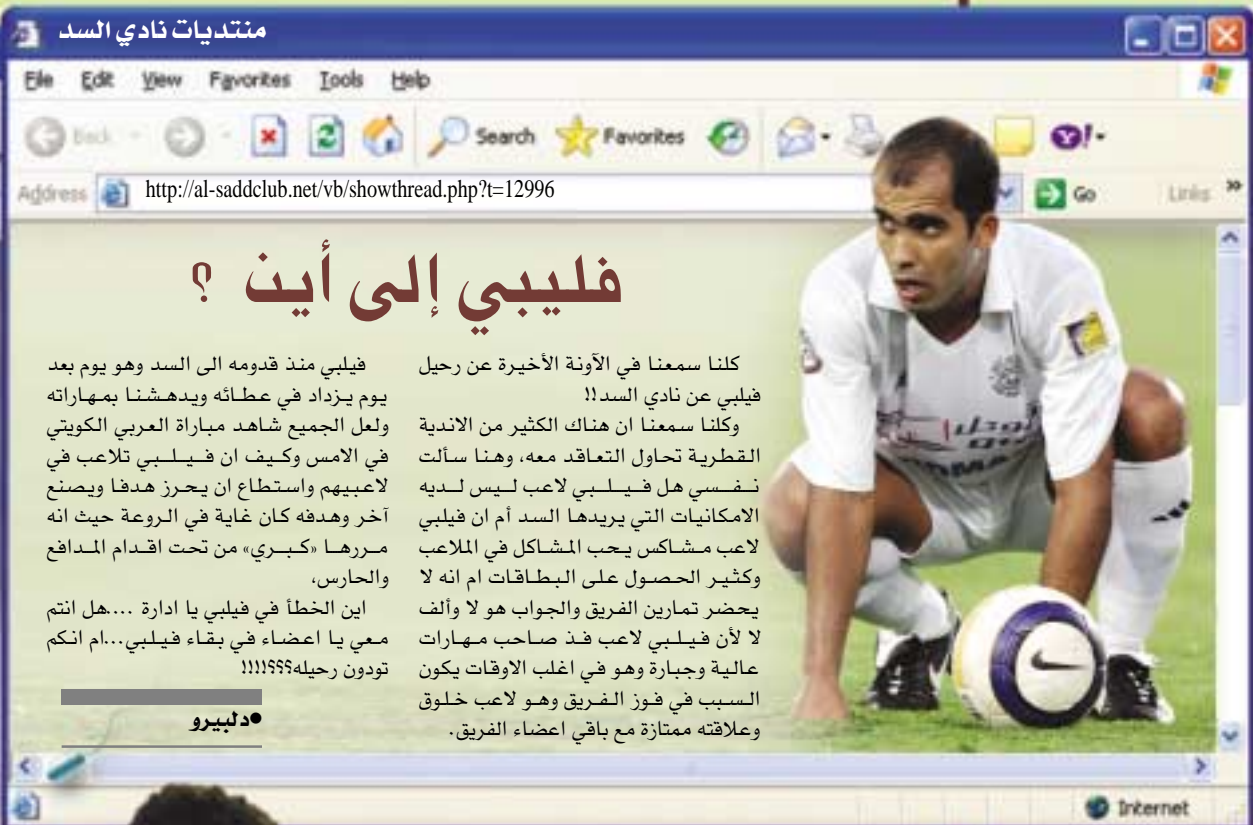 منتديات نادي السد
File Edit View Favorites Tools Help
Back Search Favorites
Address http://al-saddclub.net/vb/showthread.php?t=12996 Go Links
فليبي إلى أين ؟
كلنا سمعنا في الآونة الأخيرة عن رحيل
فيلبي عن نادي السد!!
وكلنا سمعنا ان هناك الكثير من الاندية
القطرية تحاول التعاقد معه، وهنا سألت
نفسي هل فيلبي لاعب ليس لديه
الامكانيات التي يريدها السد أم ان فيلبي
لاعب مشاكس يحب المشاكل في الملاعب
وكثير الحصول على البطاقات ام انه لا
يحضر تمارين الفريق والجواب هو لا وألف
لا لأن فيلبي لاعب فذ صاحب مهارات
عالية وجبارة وهو في اغلب الاوقات يكون
السبب في فوز الفريق وهو لاعب خلوق
وعلاقته ممتازة مع باقي اعضاء الفريق.
فيلبي منذ قدومه الى السد وهو يوم بعد
يوم يزداد في عطائه ويدهشنا بمهاراته
ولعل الجميع شاهد مباراة العربي الكويتي
في الامس وكيف ان فيلبي تلاعب في
لاعبيهم واستطاع ان يحرز هدفا ويصنع
آخر وهدفه كان غاية في الروعة حيث انه
مررها «كبري» من تحت اقدام المدافع
والحارس،
اين الخطأ في فيلبي يا ادارة ....هل انتم
معي يا اعضاء في بقاء فيلبي...ام انكم
تودون رحيله؟؟؟!!!!
●دلبيرو
Internet